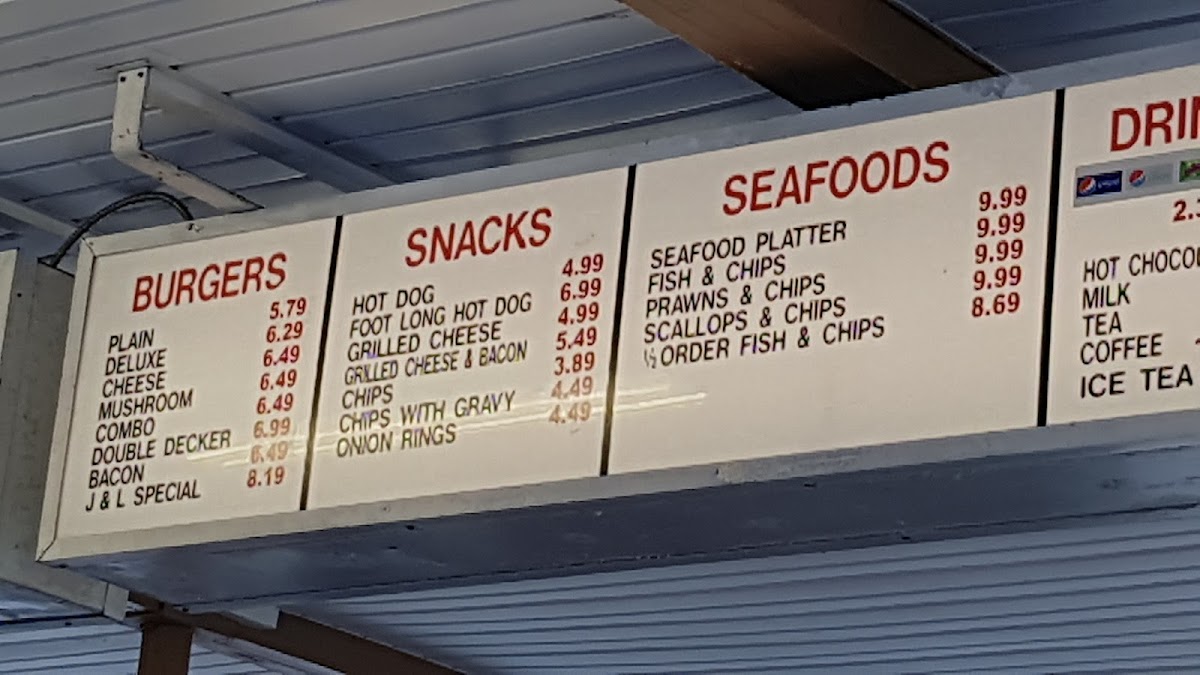 BURGERS
PLAIN 5.79
DELUXE 6.29
CHEESE 6.49
MUSHROOM 6.49
COMBO 6.49
DOUBLE DECKER 6.99
BACON 6.49
J & L SPECIAL 8.19
SNACKS
HOT DOG 4.99
FOOT LONG HOT DOG 6.99
GRILLED CHEESE 4.99
GRILLED CHEESE & BACON 5.49
CHIPS 3.89
CHIPS WITH GRAVY 4.49
ONION RINGS 4.49
SEAFOODS
SEAFOOD PLATTER 9.99
FISH & CHIPS 9.99
PRAWNS & CHIPS 9.99
SCALLOPS & CHIPS 9.99
½ ORDER FISH & CHIPS 8.69
DRI
pepsi
2.
HOT CHOCOL
MILK
TEA
COFFEE
ICE TEA